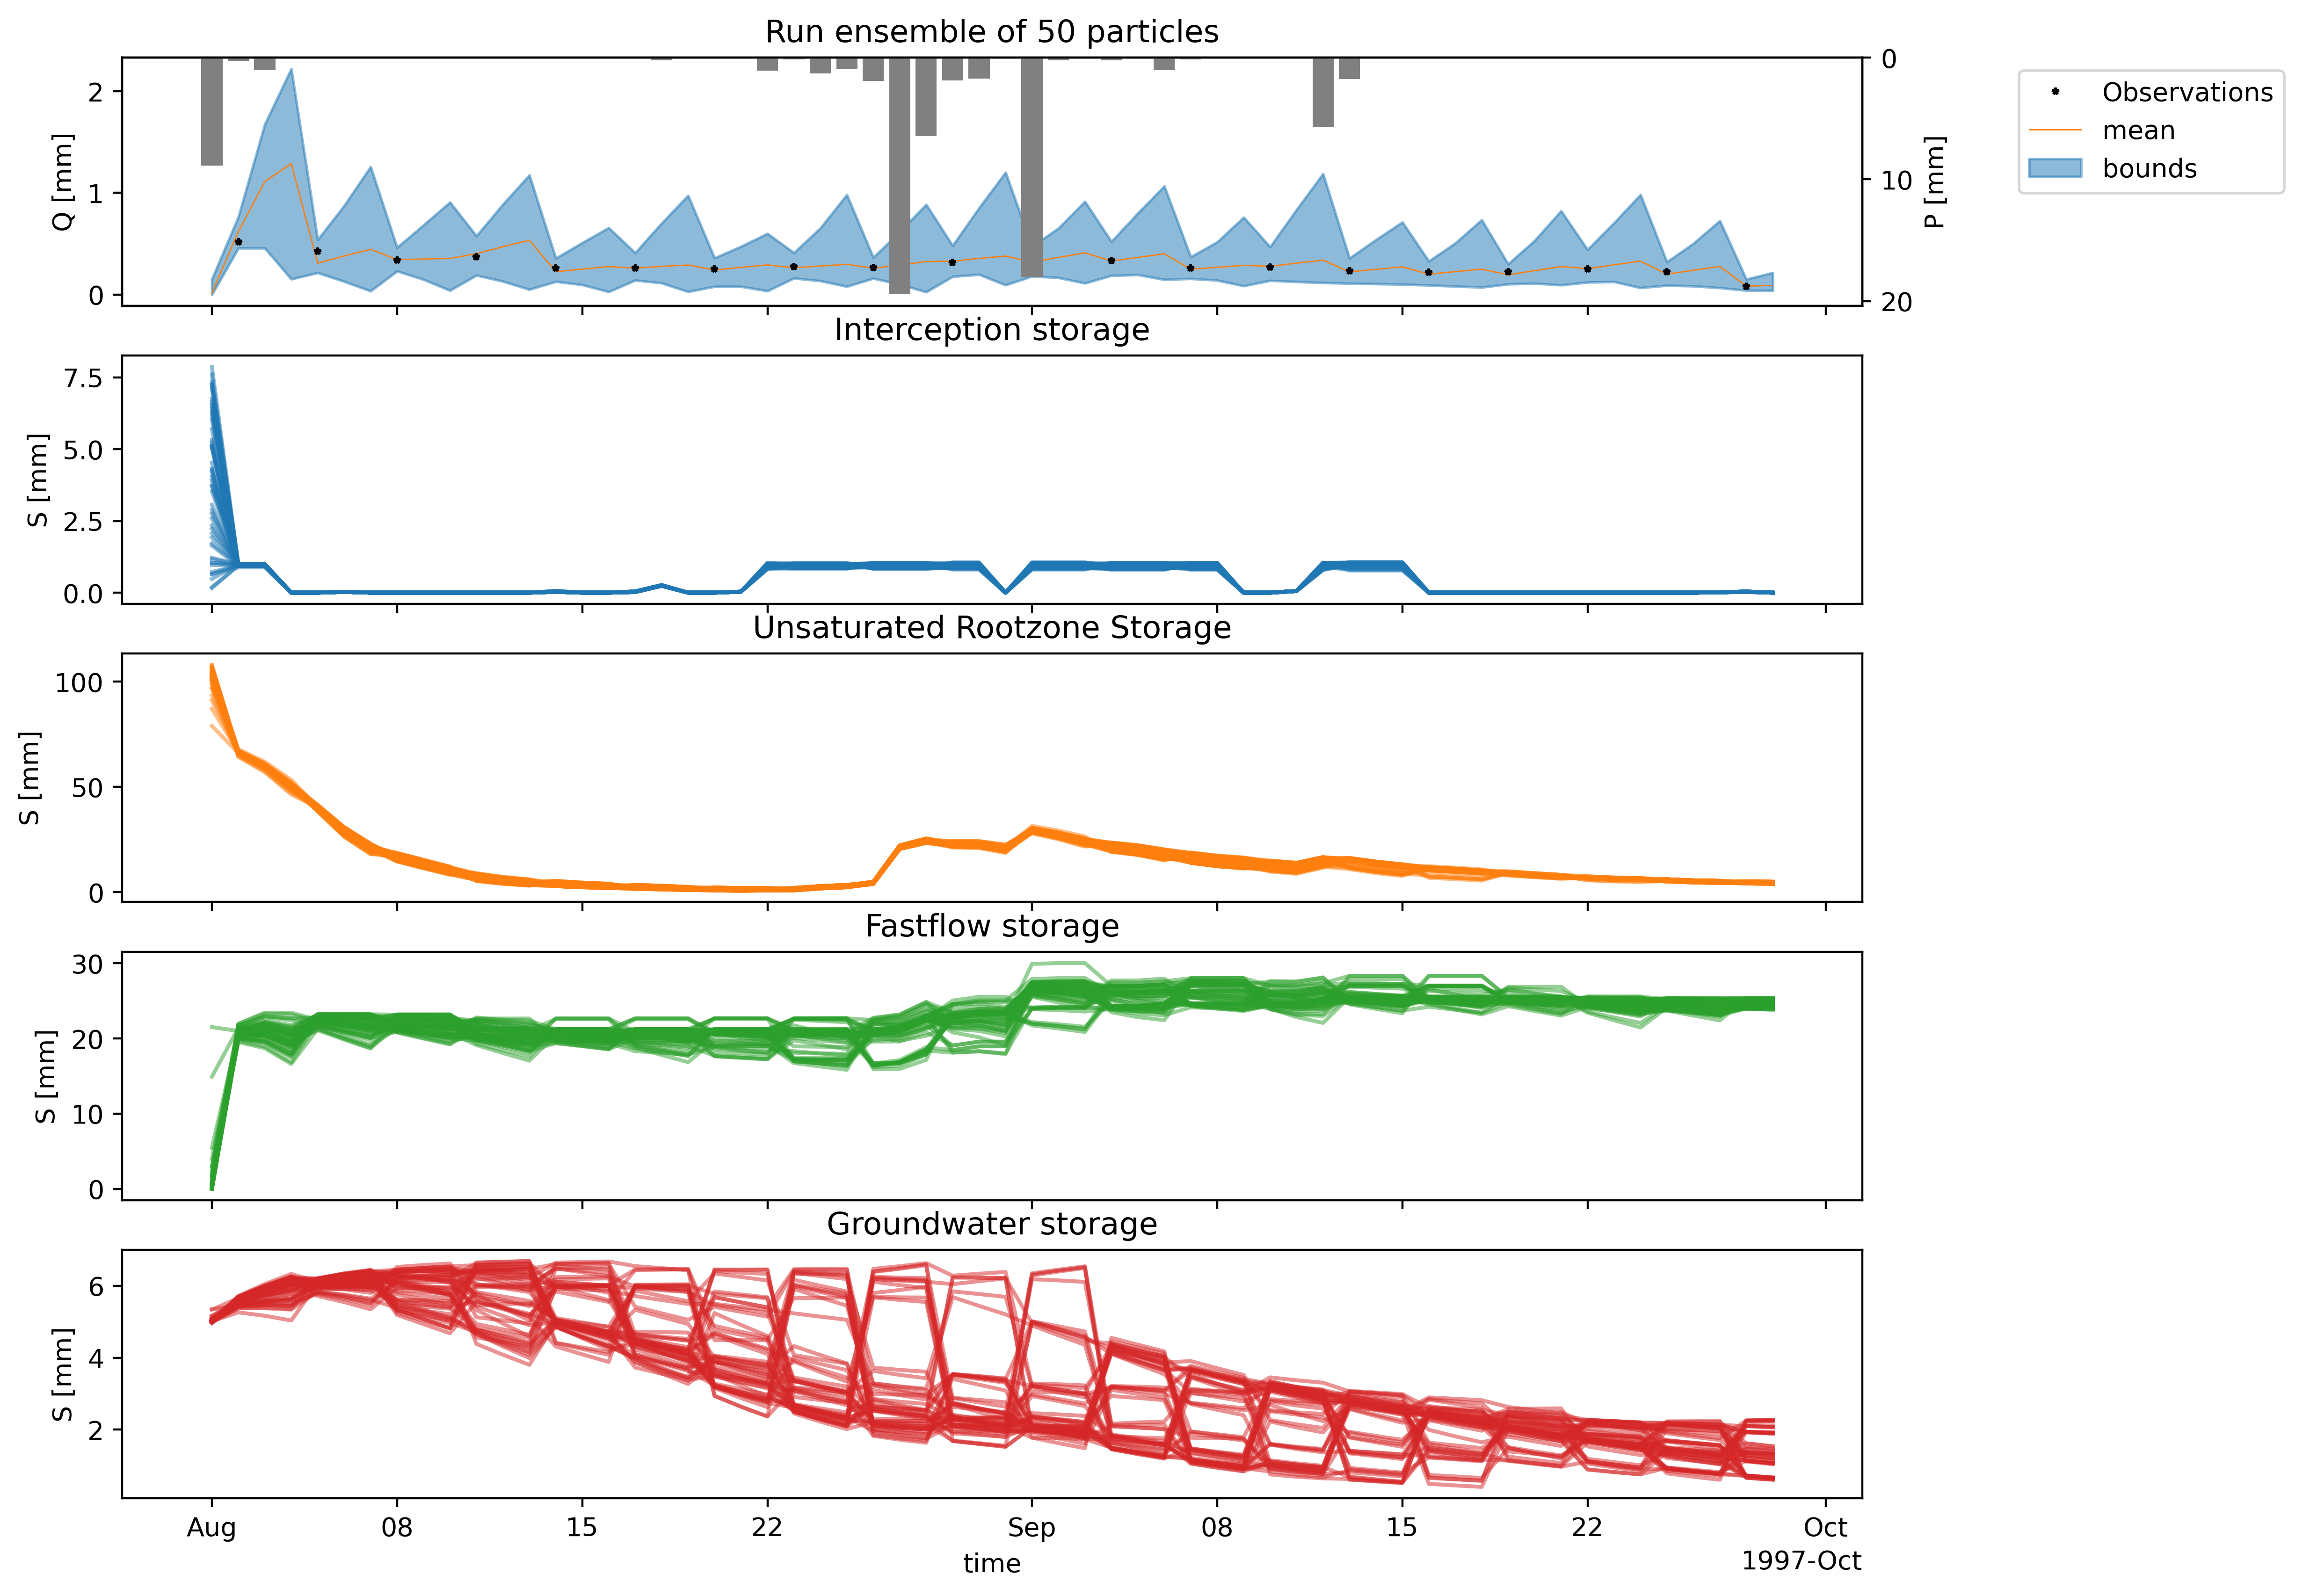 Run ensemble of 50 particles
2
1
0
Q [mm]
0
10
20
P [mm]
Observations
mean
bounds
Interception storage
7.5
5.0
2.5
0.0
S [mm]
Unsaturated Rootzone Storage
100
50
0
S [mm]
Fastflow storage
30
20
10
0
S [mm]
Groundwater storage
6
4
2
S [mm]
Aug 08 15 22 Sep 08 15 22 Oct
time
1997-Oct